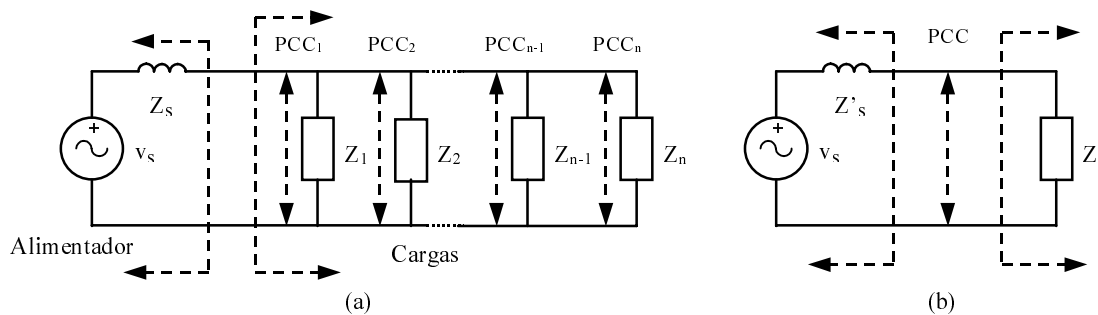 PCC1 PCC2 PCCn-1 PCCn
ZS
+
vS
Z1 Z2 Zn-1 Zn
Alimentador
Cargas
(a)
PCC
Z's
+
vS
Z
(b)